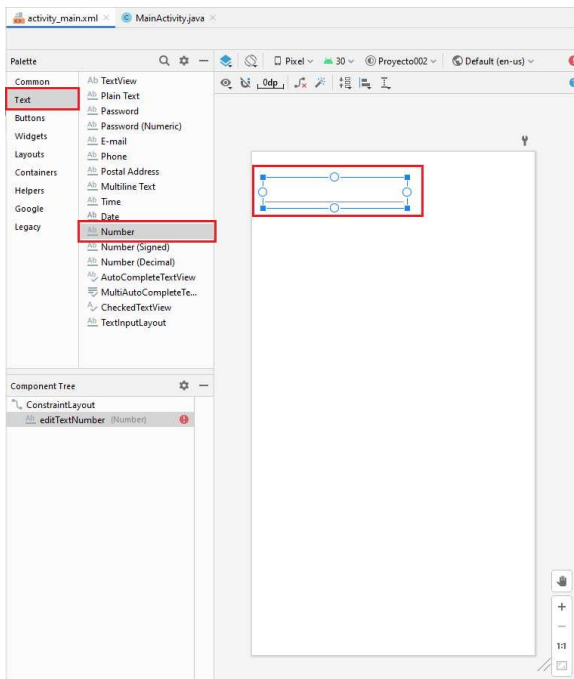 activity_main.xml MainActivity.java
Palette
Pixel 30 Proyecto002 Default (en-us)
Common
Text
Buttons
Widgets
Layouts
Containers
Helpers
Google
Legacy
Ab TextView
Ab Plain Text
Ab Password
Ab Password (Numeric)
Ab E-mail
Ab Phone
Ab Postal Address
Ab Multiline Text
Ab Time
Ab Date
Ab Number
Ab Number (Signed)
Ab Number (Decimal)
Ab AutoCompleteTextView
MultiAutoCompleteTe...
A CheckedTextView
Ab TextInputLayout
0dp
Component Tree
ConstraintLayout
Ab editTextNumber (Number)
1:1